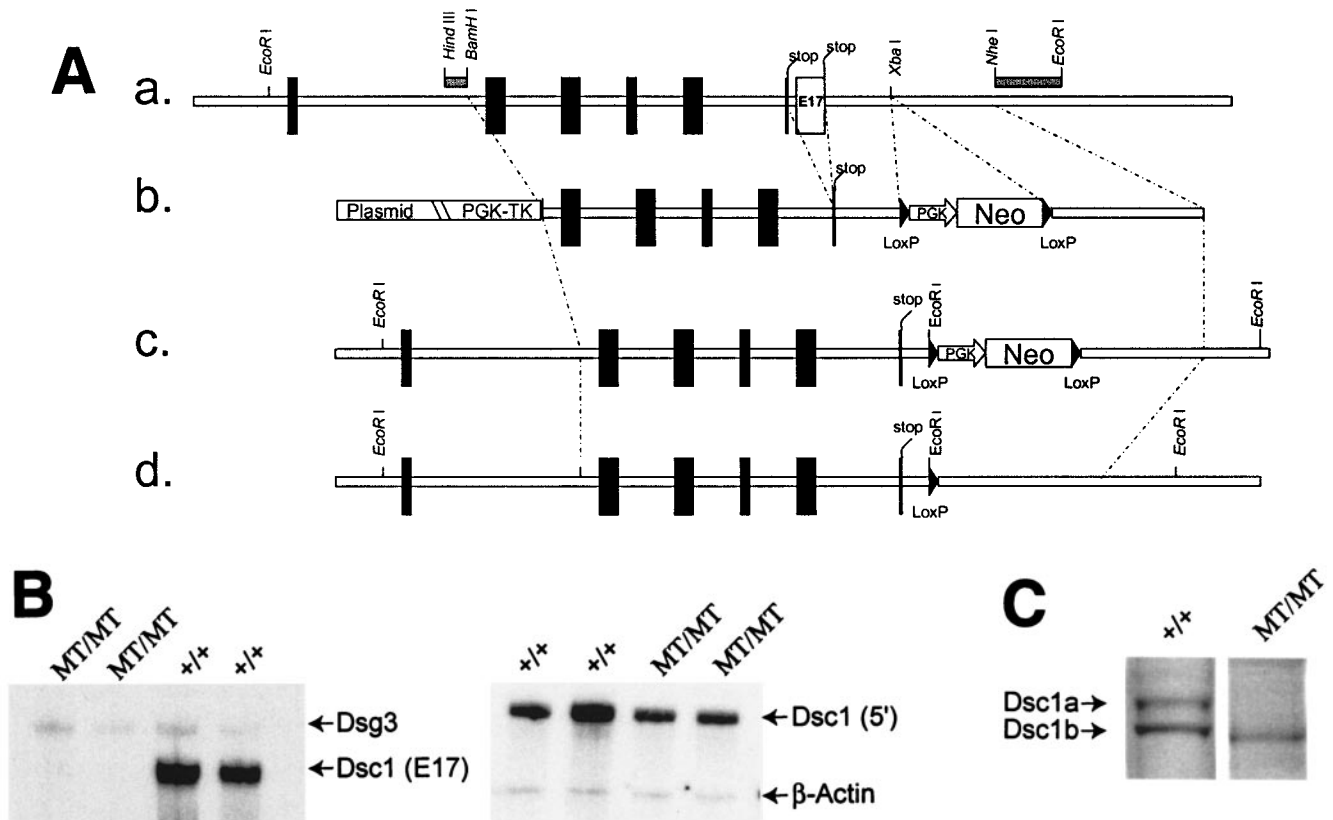 A
a.
EcoR I
Hind III
BamH I
stop
stop
E17
Xba I
Nhe I
EcoR I
b.
Plasmid
PGK-TK
stop
PGK
Neo
LoxP
LoxP
c.
EcoR I
stop
EcoR I
PGK
Neo
EcoR I
LoxP
LoxP
d.
EcoR I
stop
EcoR I
EcoR I
LoxP
B
MT/MT
MT/MT
+/+
+/+
Dsg3
Dsc1 (E17)
+/+
+/+
MT/MT
MT/MT
Dsc1 (5')
β-Actin
C
+/+
MT/MT
Dsc1a
Dsc1b